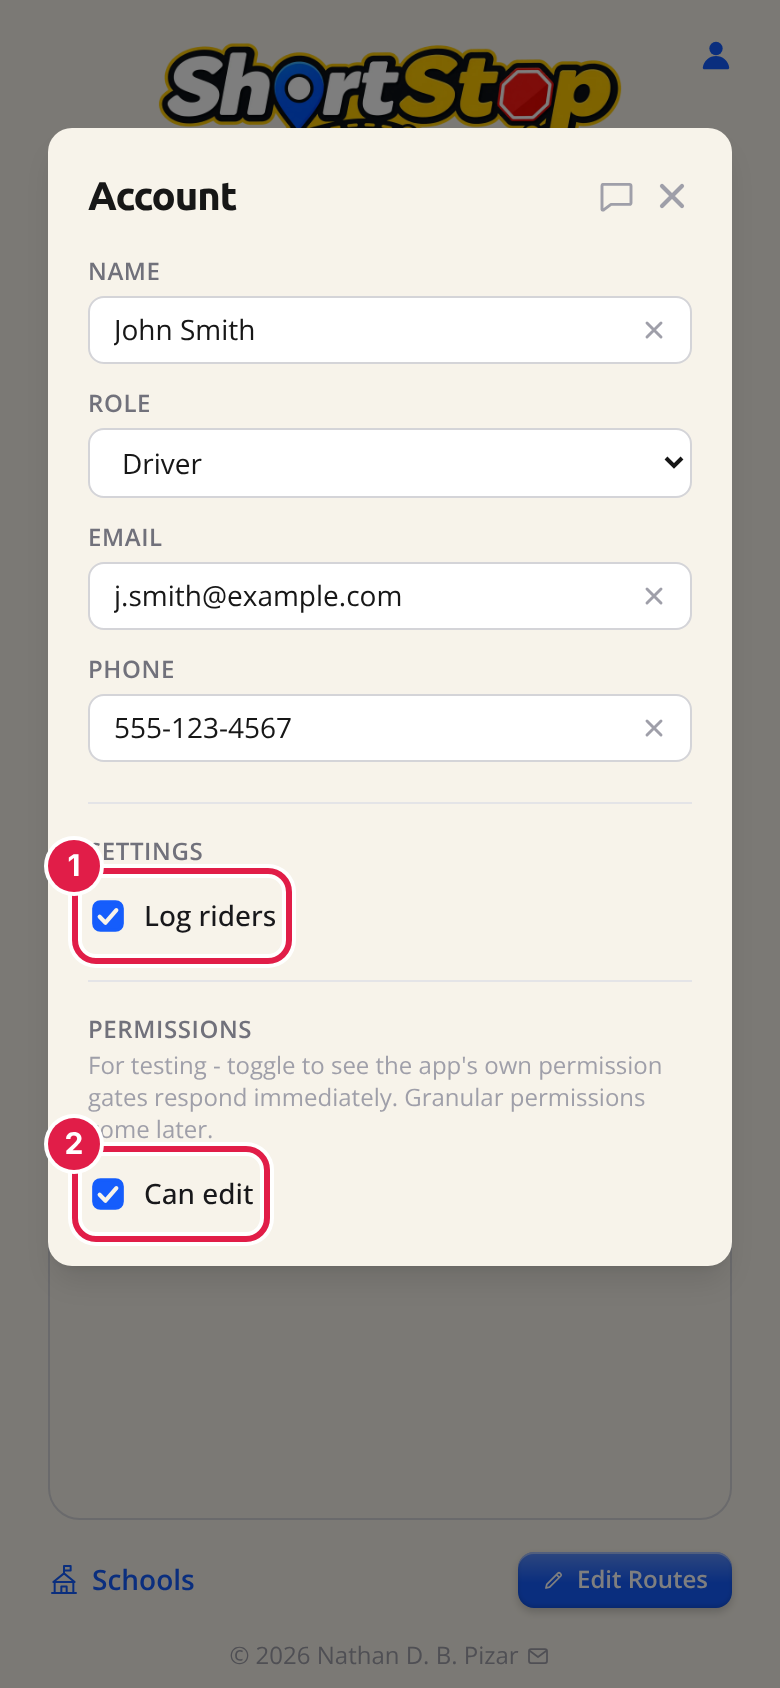 ShortStop
Account
NAME
John Smith
ROLE
Driver
EMAIL
j.smith@example.com
PHONE
555-123-4567
1
SETTINGS
Log riders
PERMISSIONS
For testing - toggle to see the app's own permission
gates respond immediately. Granular permissions
come later.
2
Can edit
Schools
Edit Routes
© 2026 Nathan D. B. Pizar